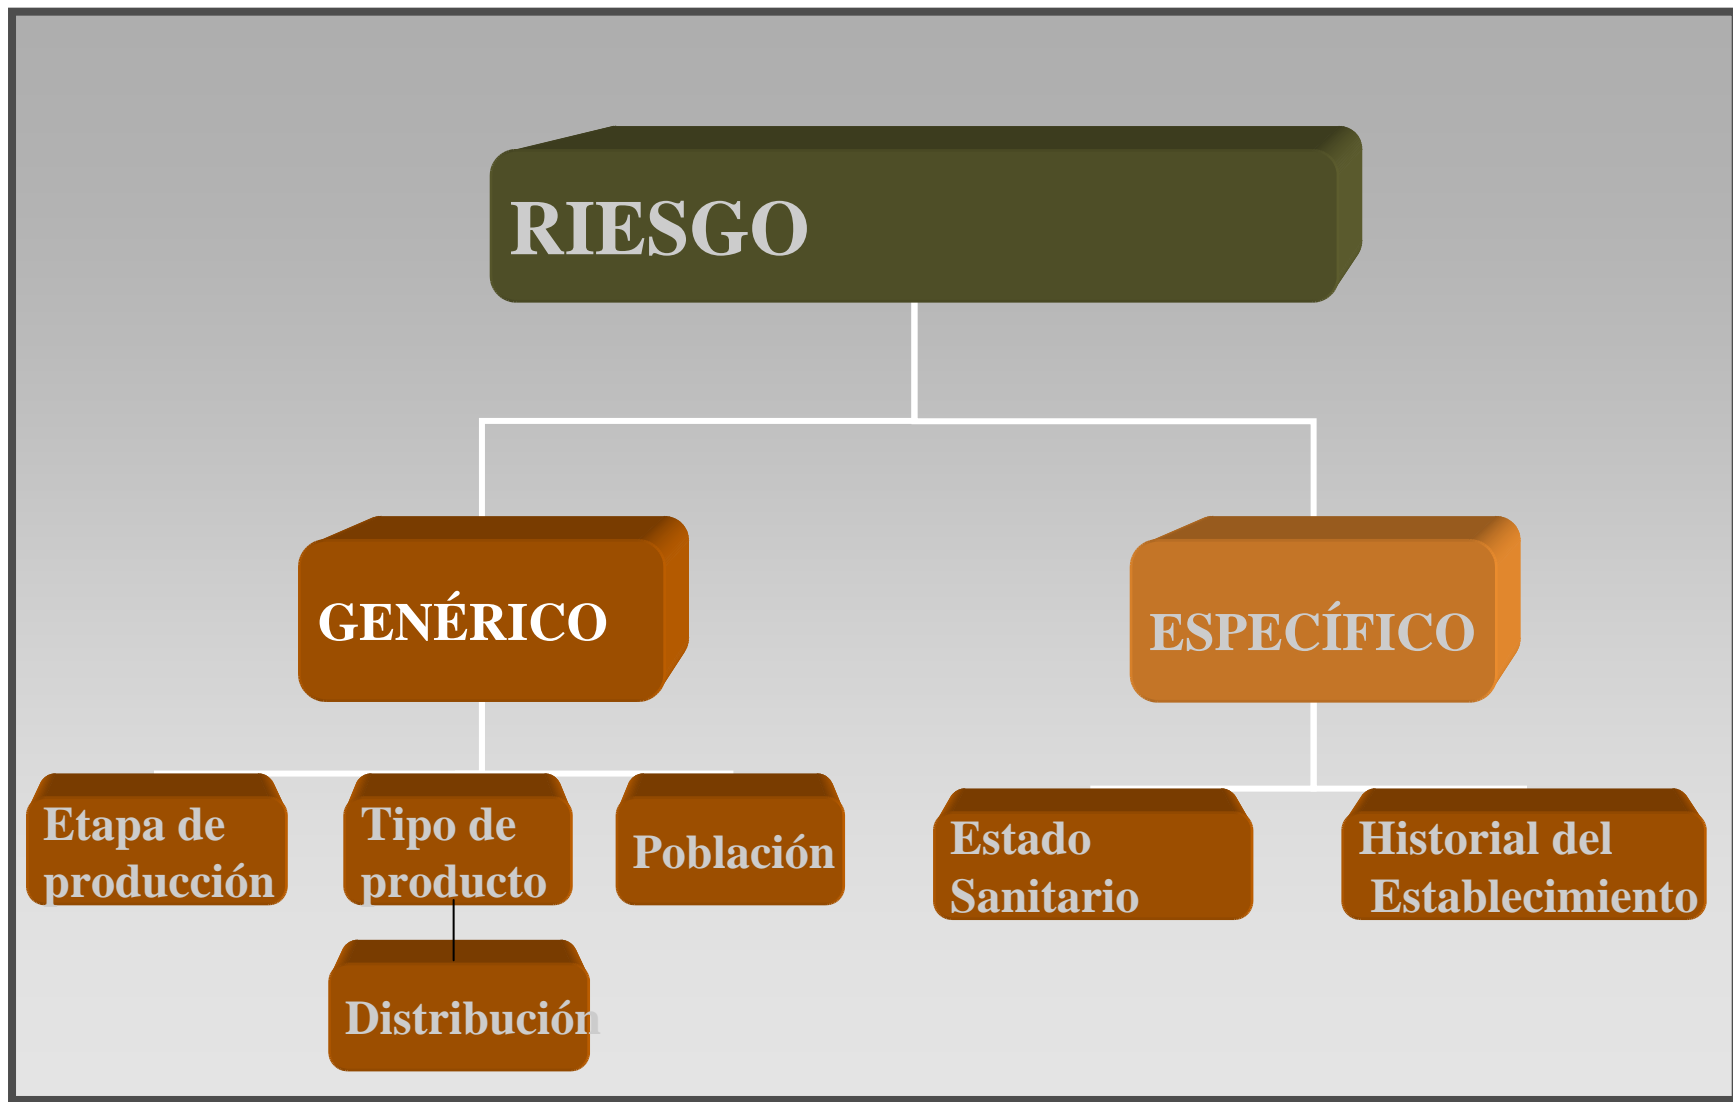 RIESGO
GENÉRICO
ESPECÍFICO
Etapa de
producción
Tipo de
producto
Población
Estado
Sanitario
Historial del
Establecimiento
Distribución